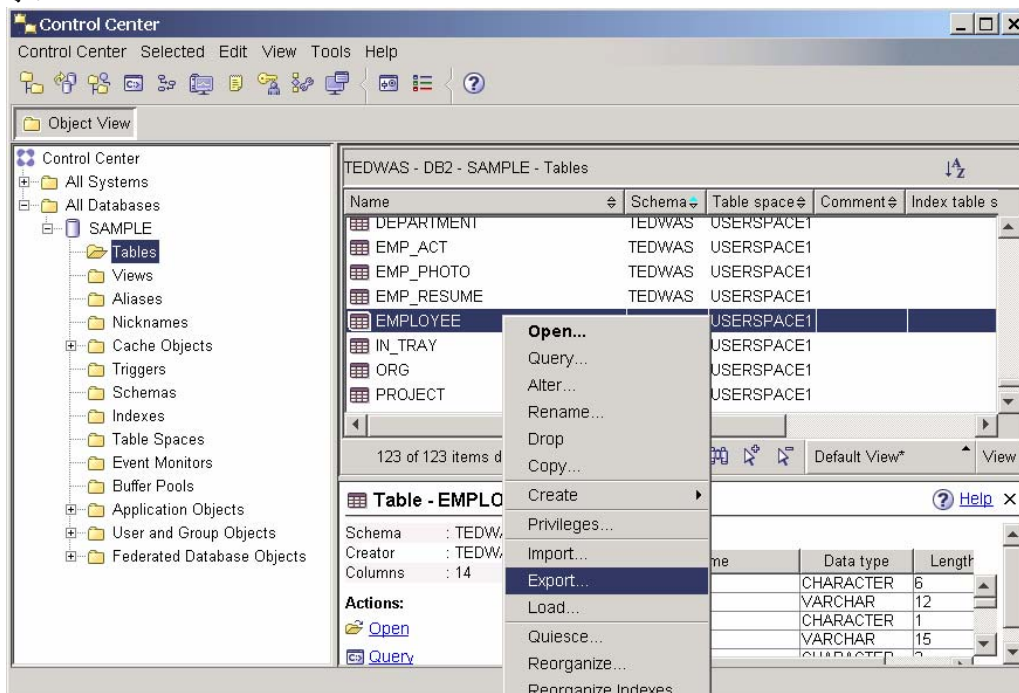 Control Center
Control Center Selected Edit View Tools Help
Object View
Control Center
All Systems
All Databases
SAMPLE
Tables
Views
Aliases
Nicknames
Cache Objects
Triggers
Schemas
Indexes
Table Spaces
Event Monitors
Buffer Pools
Application Objects
User and Group Objects
Federated Database Objects
TEDWAS - DB2 - SAMPLE - Tables
Name Schema Table space Comment Index table s
DEPARTMENT TEDWAS USERSPACE1
EMP_ACT TEDWAS USERSPACE1
EMP_PHOTO TEDWAS USERSPACE1
EMP_RESUME TEDWAS USERSPACE1
EMPLOYEE USERSPACE1
IN_TRAY USERSPACE1
ORG USERSPACE1
PROJECT USERSPACE1
123 of 123 items d
Default View* View
Open...
Query...
Alter...
Rename...
Drop
Copy...
Create
Privileges...
Import...
Export...
Load...
Quiesce...
Reorganize...
Reorganize Indexes
Table - EMPLO
Help
Schema : TEDWA
Creator : TEDWA
Columns : 14
Actions:
Open
Query
me Data type Length
CHARACTER 6
VARCHAR 12
CHARACTER 1
VARCHAR 15
CHARACTER